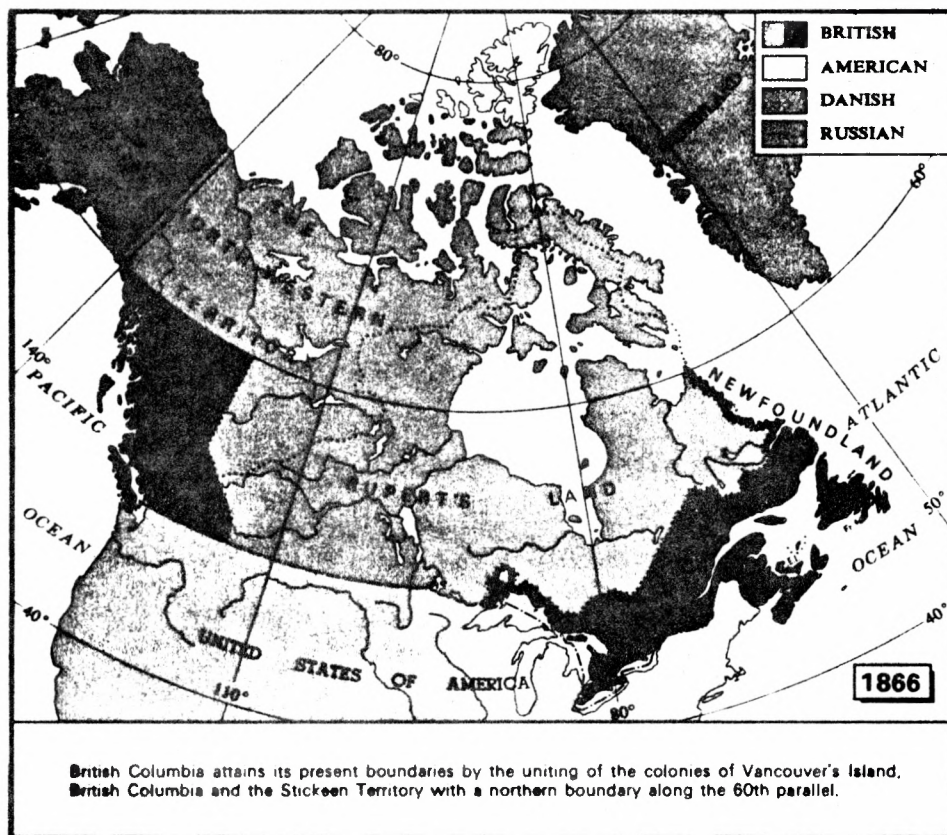 BRITISH
AMERICAN
DANISH
RUSSIAN
80°
60°
THE
NORTH WESTERN
TERRITORY
140°
PACIFIC
OCEAN
NEWFOUNDLAND
ATLANTIC
OCEAN
50°
40°
RUPERT'S LAND
40°
UNITED STATES OF AMERICA
110°
80°
1866
British Columbia attains its present boundaries by the uniting of the colonies of Vancouver's Island,
British Columbia and the Stickeen Territory with a northern boundary along the 60th parallel.